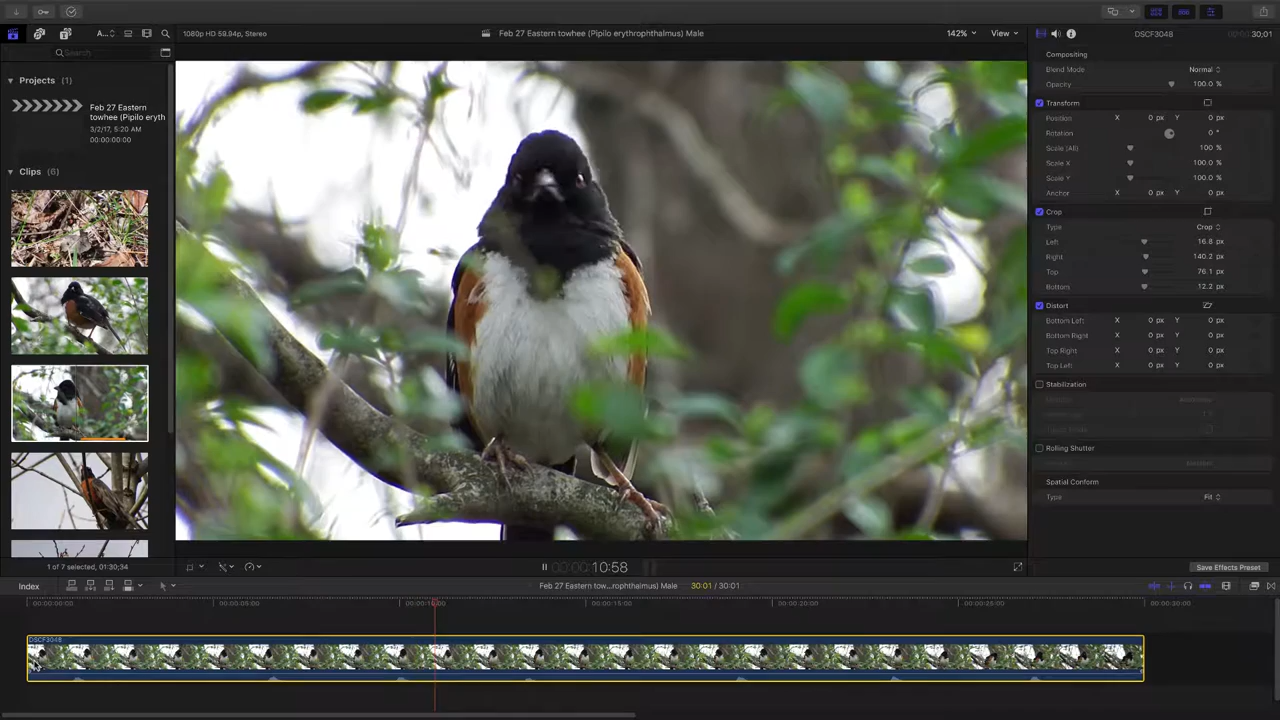 A...
1080p HD 59.94p, Stereo
Feb 27 Eastern towhee (Pipilo erythrophthalmus) Male
142%
View
DSCF3048
30;01
Search
Projects (1)
Feb 27 Eastern
towhee (Pipilo eryth
3/2/17, 5:20 AM
00:00:00:00
Clips (6)
Compositing
Blend Mode Normal
Opacity 100.0 %
Transform
Position X 0 px Y 0 px
Rotation 0 °
Scale (All) 100 %
Scale X 100.0 %
Scale Y 100.0 %
Anchor X 0 px Y 0 px
Crop
Type Crop
Left 16.8 px
Right 140.2 px
Top 76.1 px
Bottom 12.2 px
Distort
Bottom Left X 0 px Y 0 px
Bottom Right X 0 px Y 0 px
Top Right X 0 px Y 0 px
Top Left X 0 px Y 0 px
Stabilization
Rolling Shutter
Spatial Conform
Type Fit
1 of 7 selected, 01:30;34
10:58
Save Effects Preset
Index
Feb 27 Eastern tow...rophthalmus) Male
30:01 / 30:01
00:00:00:00 00:00:05:00 00:00:10:00 00:00:15:00 00:00:20:00 00:00:25:00 00:00:30:00
DSCF3048